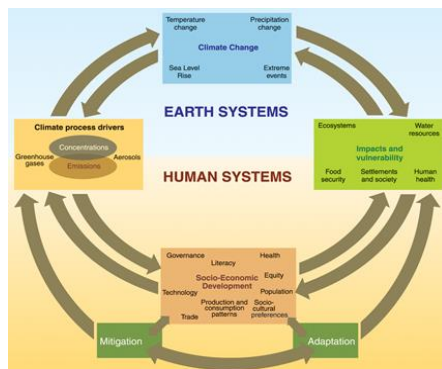 Temperature
change
Precipitation
change
Climate Change
Sea Level
Rise
Extreme
events
EARTH SYSTEMS
Climate process drivers
Concentrations
Greenhouse
gases
Aerosols
Emissions
Ecosystems
Water
resources
Impacts and
vulnerability
Food
security
Settlements
and society
Human
health
HUMAN SYSTEMS
Governance
Literacy
Health
Socio-Economic
Development
Equity
Technology
Population
Production and
consumption
patterns
Socio-
cultural
preferences
Trade
Mitigation
Adaptation